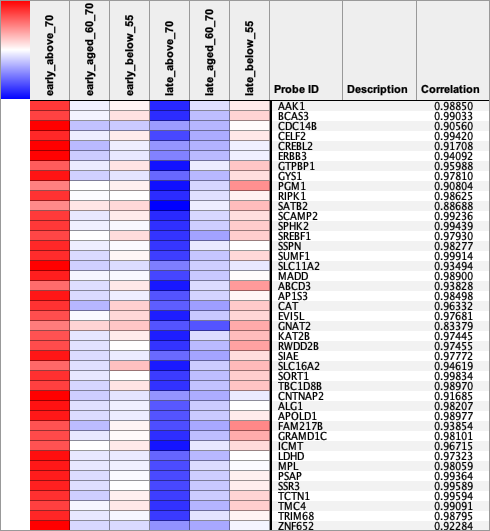 early_above_70 early_aged_60_70 early_below_55 late_above_70 late_aged_60_70 late_below_55
Probe ID Description Correlation
AAK1 0.98850
BCAS3 0.99033
CDC14B 0.90560
CELF2 0.99420
CREBL2 0.91708
ERBB3 0.94092
GTPBP1 0.95988
GYS1 0.97810
PGM1 0.90804
RIPK1 0.98625
SATB2 0.88688
SCAMP2 0.99236
SPHK2 0.99439
SREBF1 0.97930
SSPN 0.98277
SUMF1 0.99914
SLC11A2 0.93494
MADD 0.98900
ABCD3 0.93828
AP1S3 0.98498
CAT 0.96332
EVI5L 0.97681
GNAT2 0.83379
KAT2B 0.97445
RWDD2B 0.97455
SIAE 0.97772
SLC16A2 0.94619
SORT1 0.99834
TBC1D8B 0.98970
CNTNAP2 0.91685
ALG1 0.98207
APOLD1 0.98977
FAM217B 0.93854
GRAMD1C 0.98101
ICMT 0.96715
LDHD 0.97323
MPL 0.98059
PSAP 0.99364
SSR3 0.99589
TCTN1 0.99594
TMC4 0.99091
TRIM68 0.98795
ZNF652 0.92284